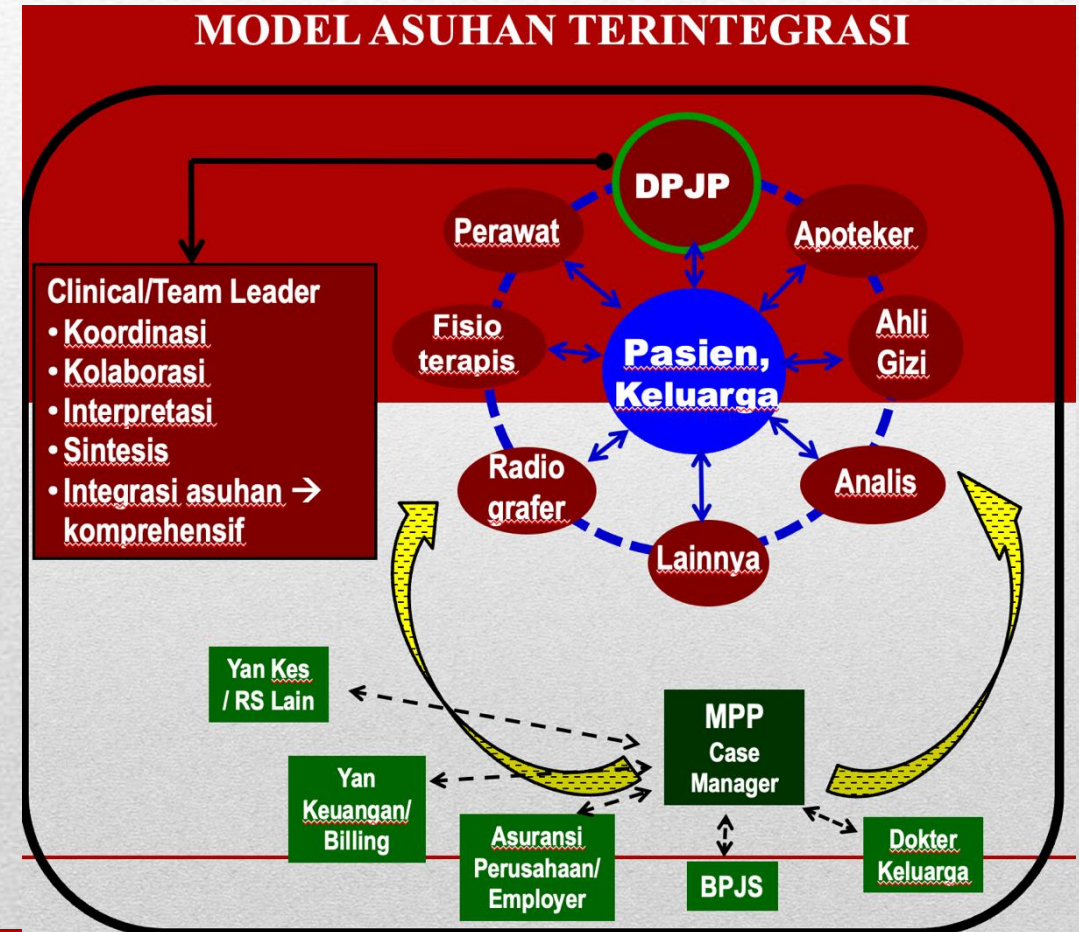 MODEL ASUHAN TERINTEGRASI
DPJP
Perawat
Apoteker
Clinical/Team Leader
• Koordinasi
• Kolaborasi
• Interpretasi
• Sintesis
• Integrasi asuhan →
komprehensif
Fisio
terapis
Pasien,
Keluarga
Ahli
Gizi
Radio
grafer
Analis
Lainnya
Yan Kes
/ RS Lain
MPP
Case
Manager
Yan
Keuangan/
Billing
Asuransi
Perusahaan/
Employer
BPJS
Dokter
Keluarga